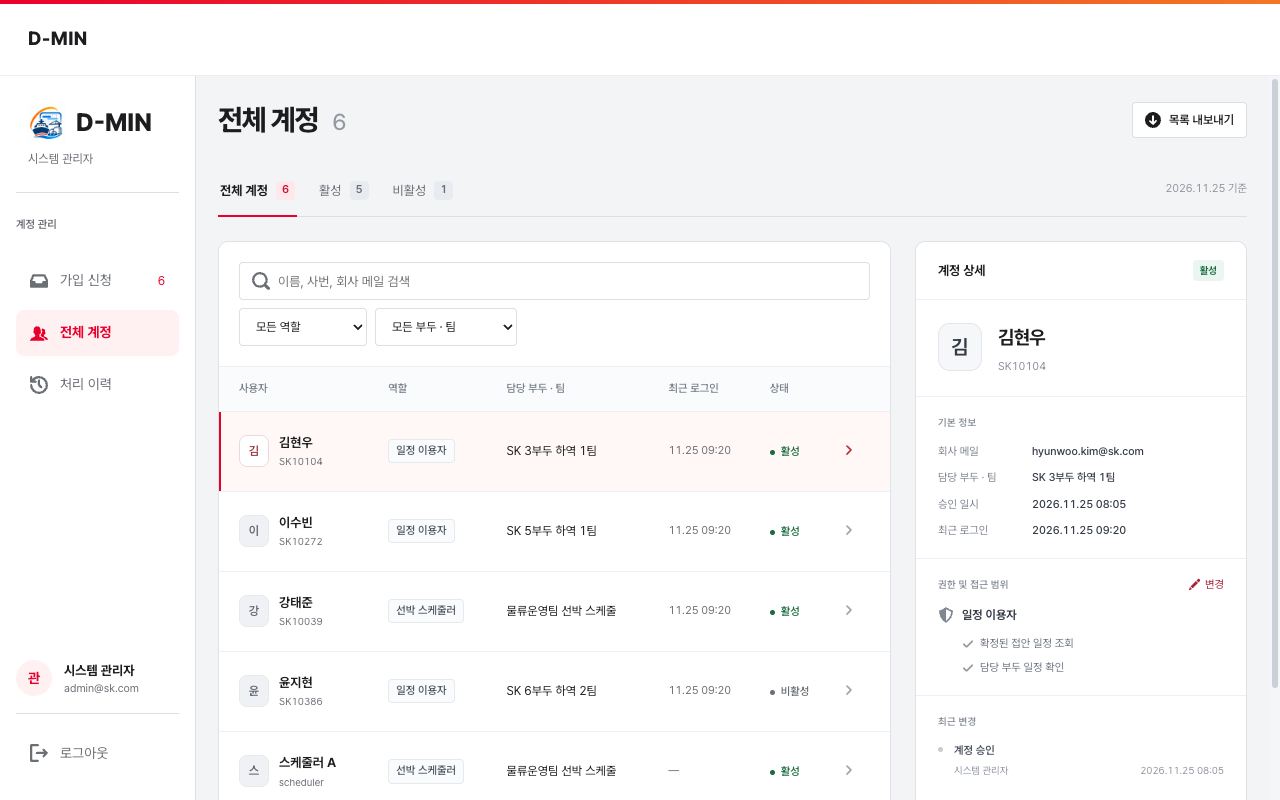 D-MIN
D-MIN
시스템 관리자
계정 관리
가입 신청 6
전체 계정
처리 이력
관
시스템 관리자
admin@sk.com
로그아웃
전체 계정 6
목록 내보내기
전체 계정 6 활성 5 비활성 1
2026.11.25 기준
이름, 사번, 회사 메일 검색
모든 역할 모든 부두 · 팀
사용자 역할 담당 부두 · 팀 최근 로그인 상태
김 김현우 SK10104 일정 이용자 SK 3부두 하역 1팀 11.25 09:20 활성
이 이수빈 SK10272 일정 이용자 SK 5부두 하역 1팀 11.25 09:20 활성
강 강태준 SK10039 선박 스케줄러 물류운영팀 선박 스케줄 11.25 09:20 활성
윤 윤지현 SK10386 일정 이용자 SK 6부두 하역 2팀 11.25 09:20 비활성
스 스케줄러 A scheduler 선박 스케줄러 물류운영팀 선박 스케줄 — 활성
계정 상세 활성
김
김현우
SK10104
기본 정보
회사 메일 hyunwoo.kim@sk.com
담당 부두 · 팀 SK 3부두 하역 1팀
승인 일시 2026.11.25 08:05
최근 로그인 2026.11.25 09:20
권한 및 접근 범위 변경
일정 이용자
확정된 접안 일정 조회
담당 부두 일정 확인
최근 변경
계정 승인
시스템 관리자 2026.11.25 08:05